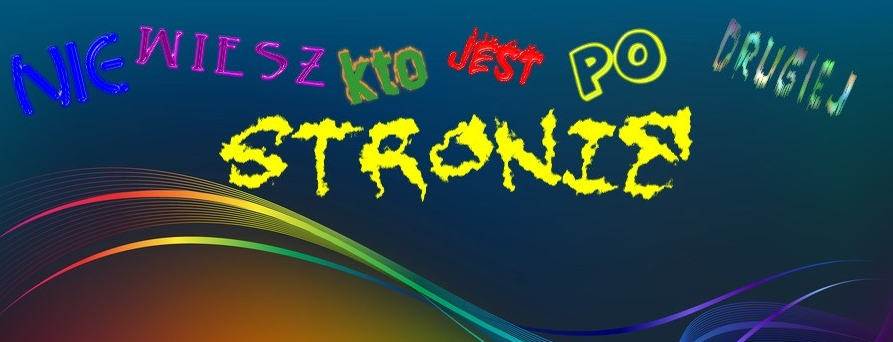 NIE WIESZ kto JEST PO DRUGIEJ
STRONIE